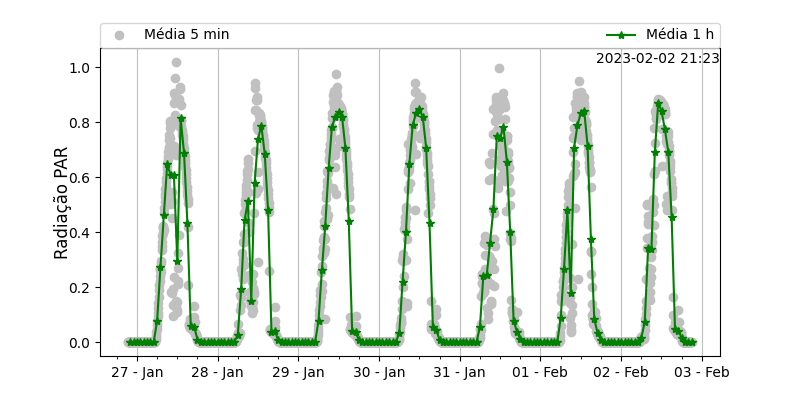 Média 5 min
Média 1 h
2023-02-02 21:23
1.0
0.8
0.6
0.4
0.2
0.0
Radiação PAR
27 - Jan
28 - Jan
29 - Jan
30 - Jan
31 - Jan
01 - Feb
02 - Feb
03 - Feb